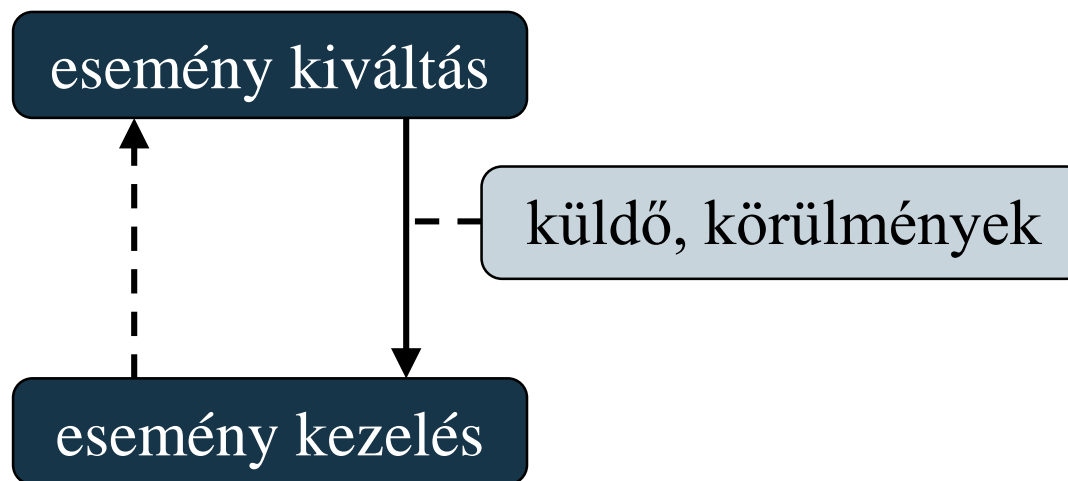 esemény kiváltás
küldő, körülmények
esemény kezelés